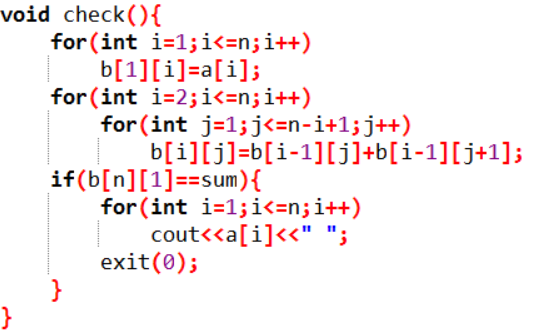 void check(){
    for(int i=1;i<=n;i++)
        b[1][i]=a[i];
    for(int i=2;i<=n;i++)
        for(int j=1;j<=n-i+1;j++)
            b[i][j]=b[i-1][j]+b[i-1][j+1];
    if(b[n][1]==sum){
        for(int i=1;i<=n;i++)
            cout<<a[i]<<" ";
        exit(0);
    }
}